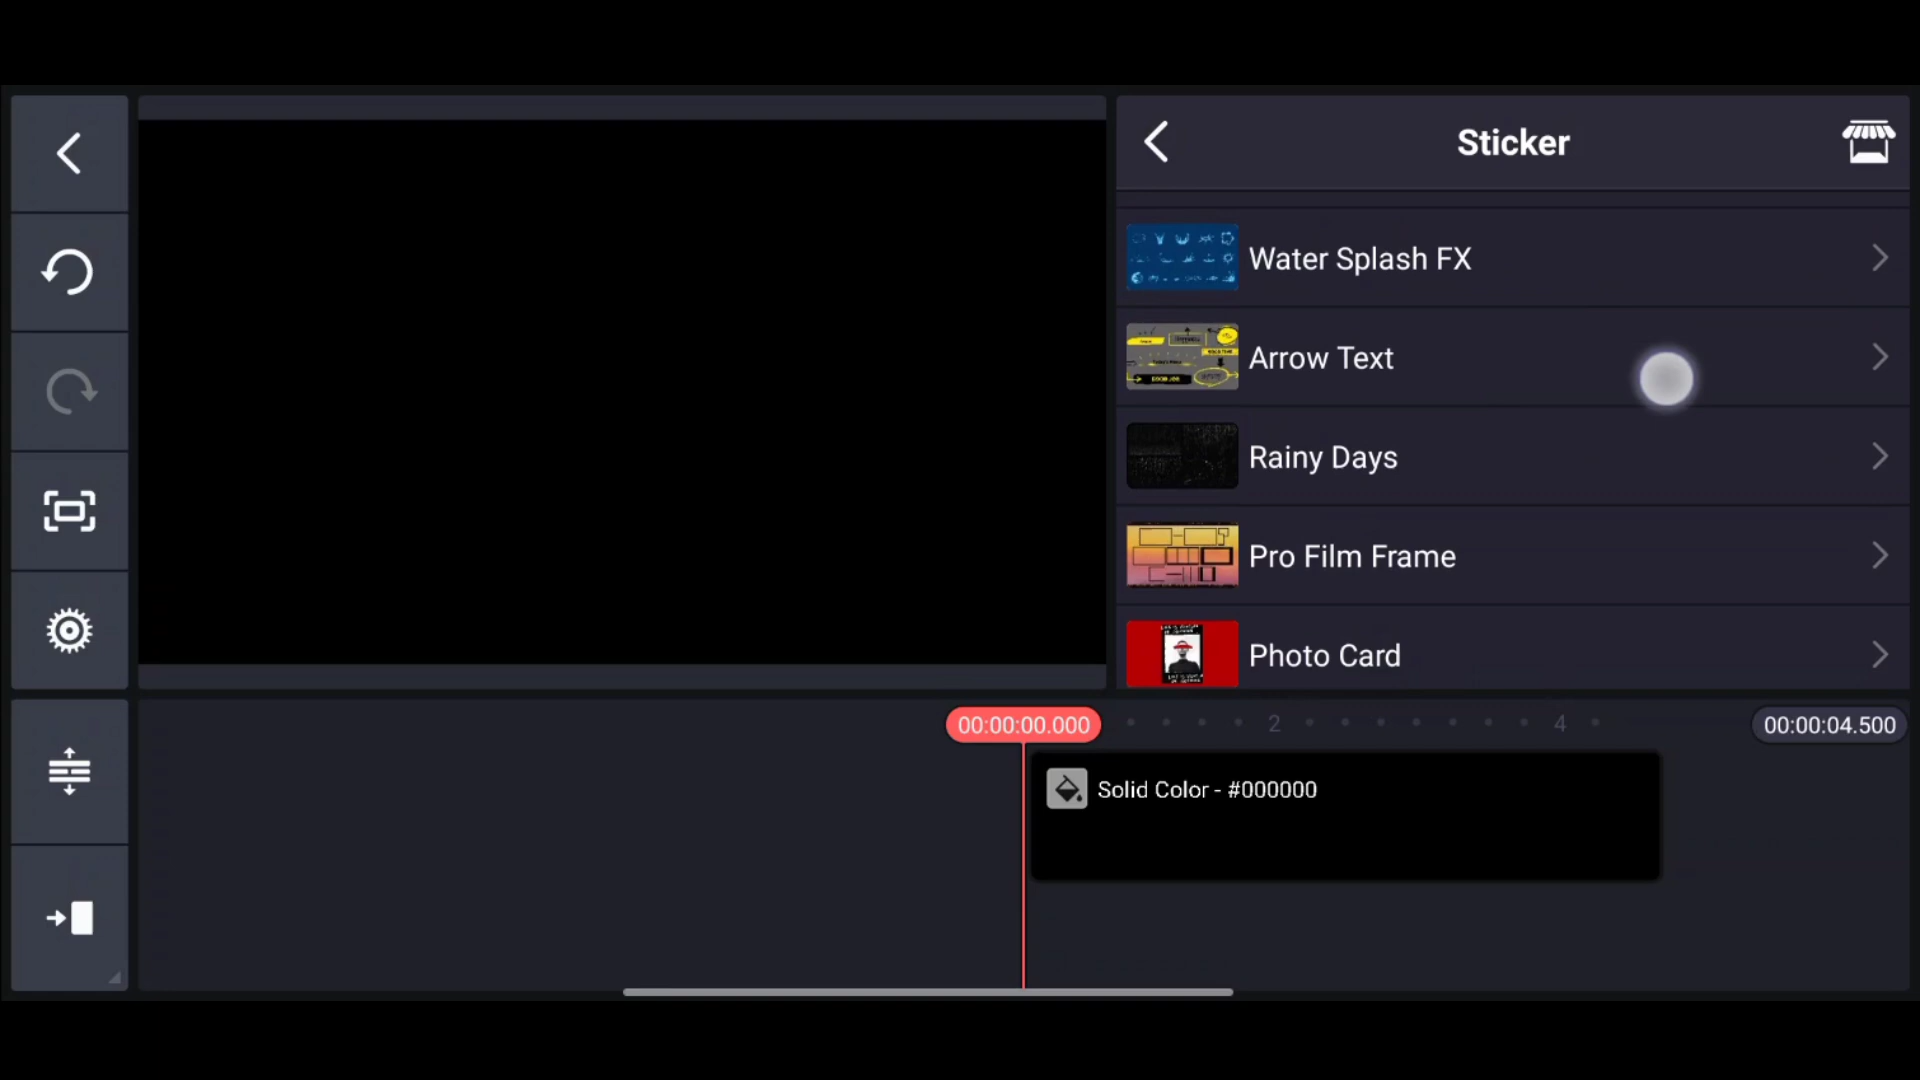 Sticker
Water Splash FX
Arrow Text
Rainy Days
Pro Film Frame
Photo Card
00:00:00.000
2
4
00:00:04.500
Solid Color - #000000